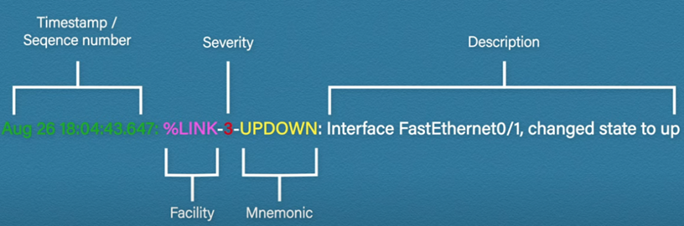 Timestamp /
Seqence number
Severity
Description
Aug 26 18:04:43.647: %LINK-3-UPDOWN: Interface FastEthernet0/1, changed state to up
Facility
Mnemonic